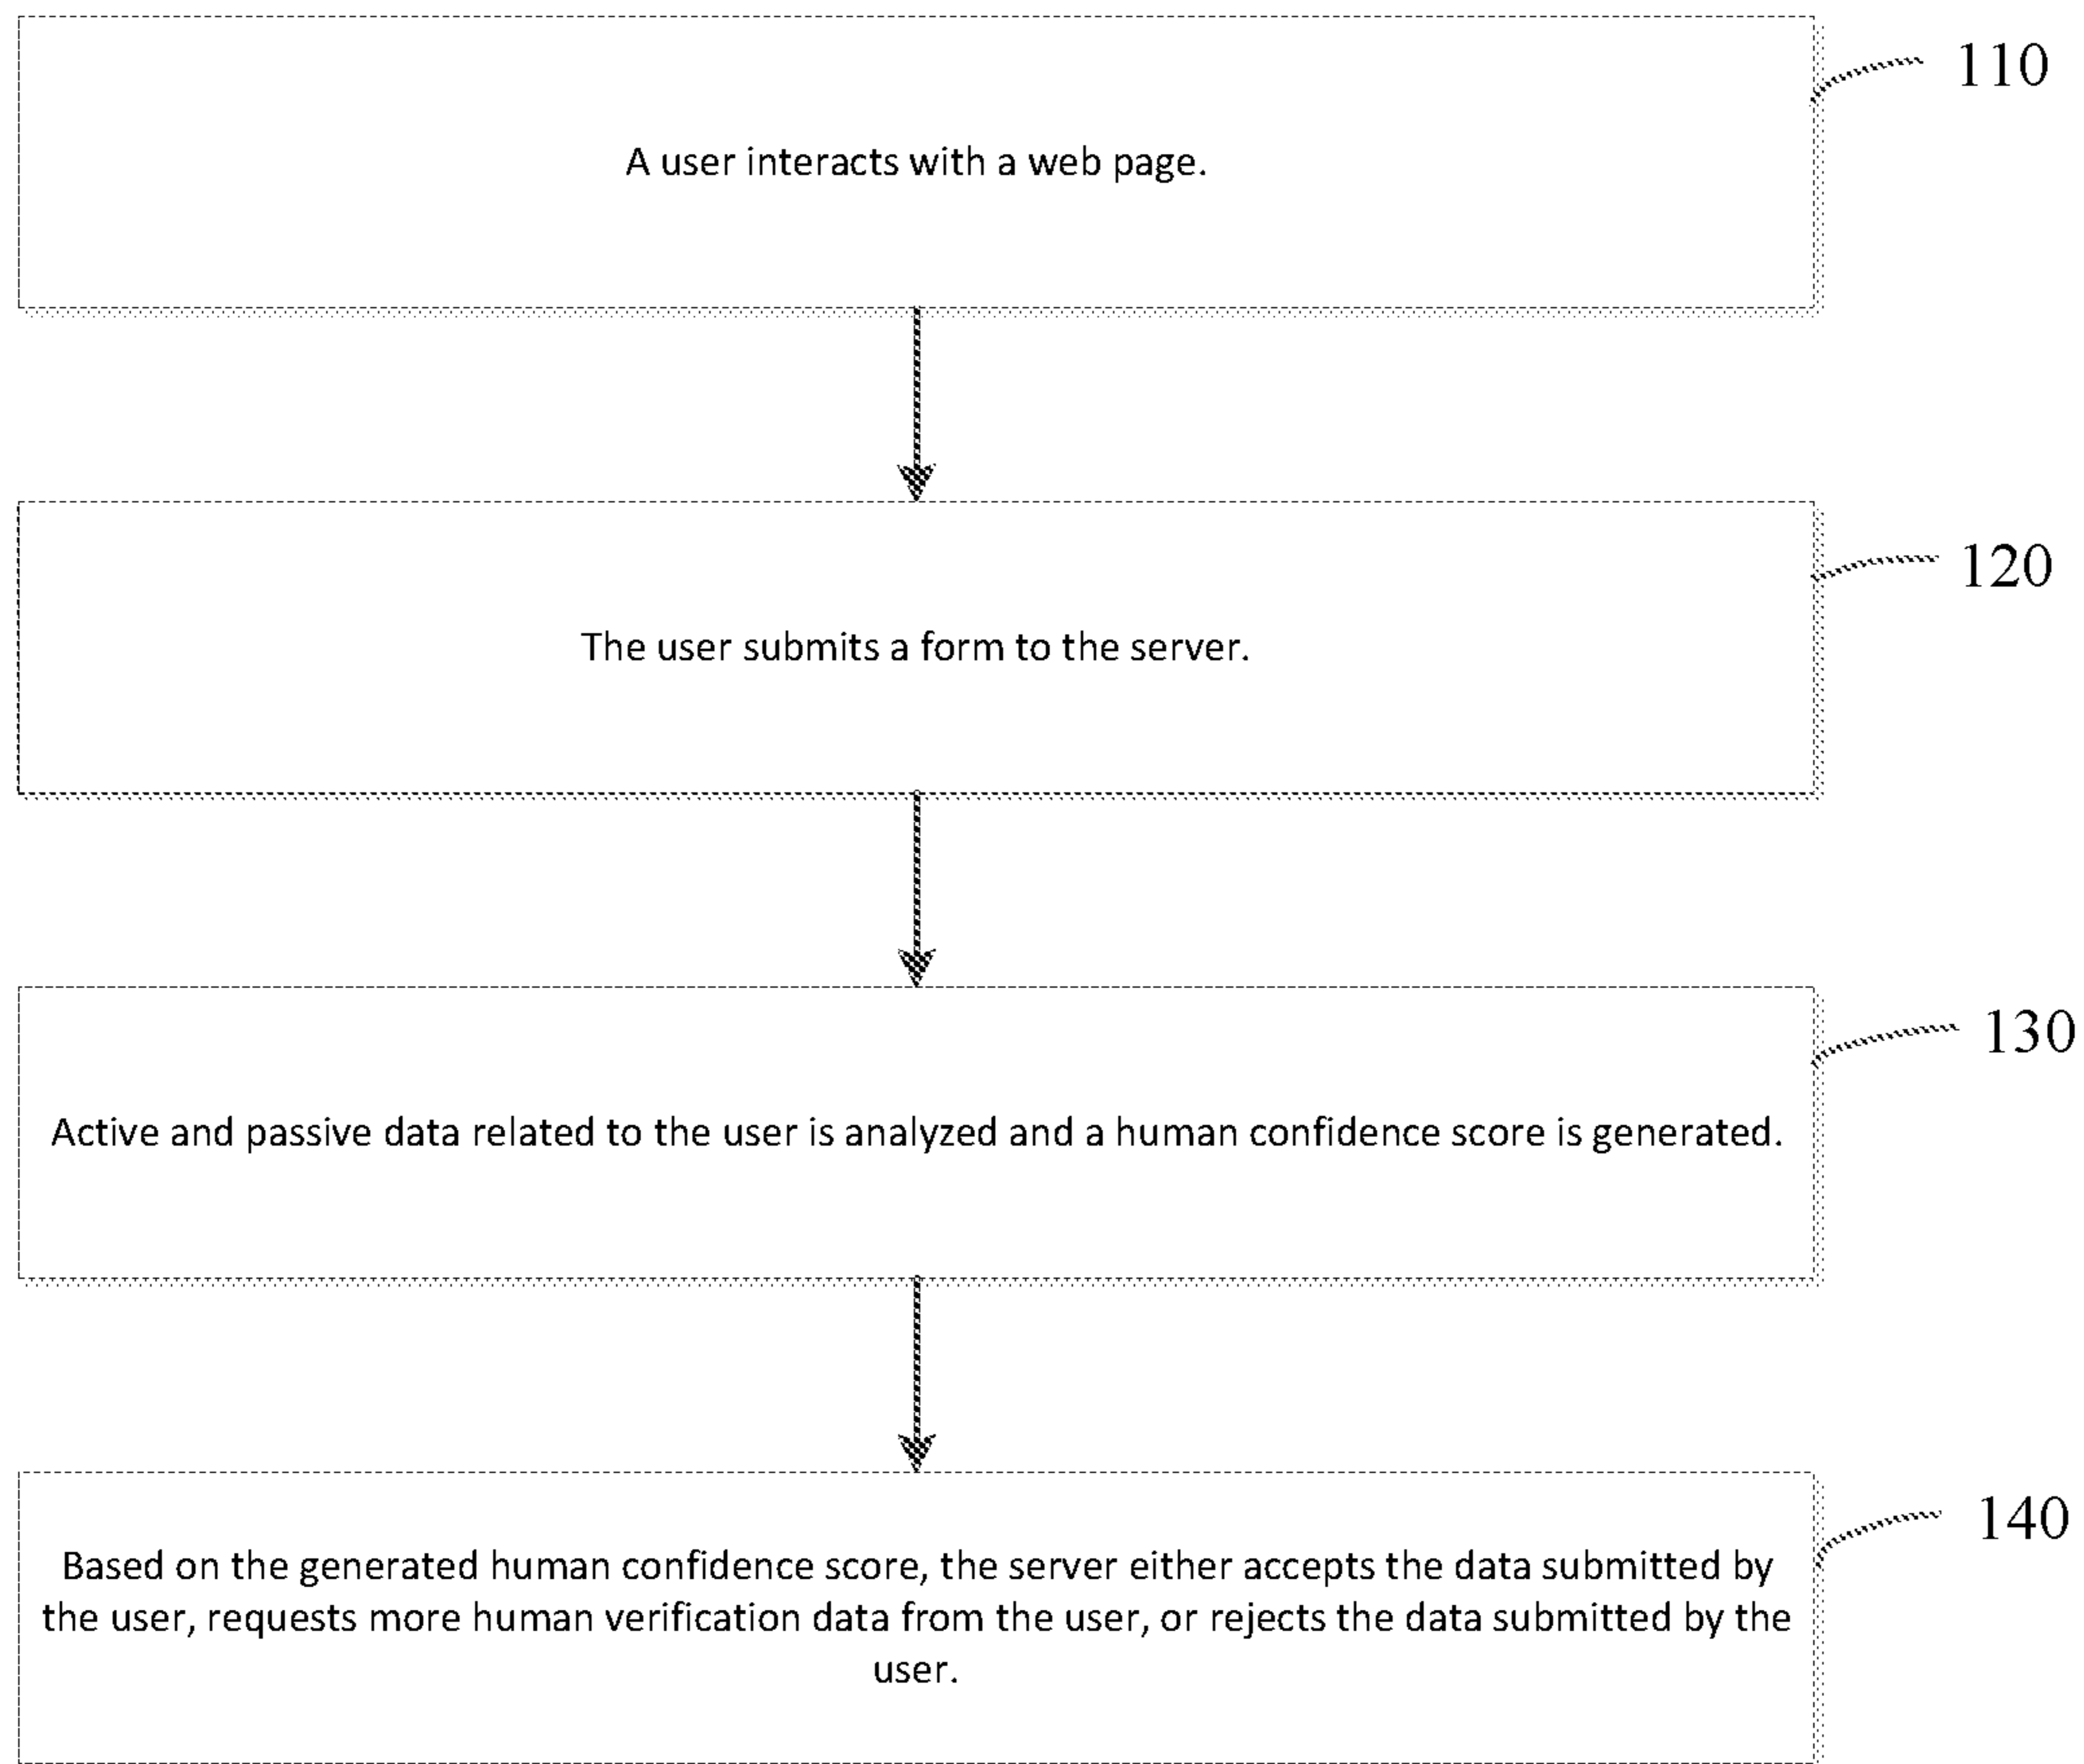 110
A user interacts with a web page.
120
The user submits a form to the server.
130
Active and passive data related to the user is analyzed and a human confidence score is generated.
140
Based on the generated human confidence score, the server either accepts the data submitted by
the user, requests more human verification data from the user, or rejects the data submitted by the
user.